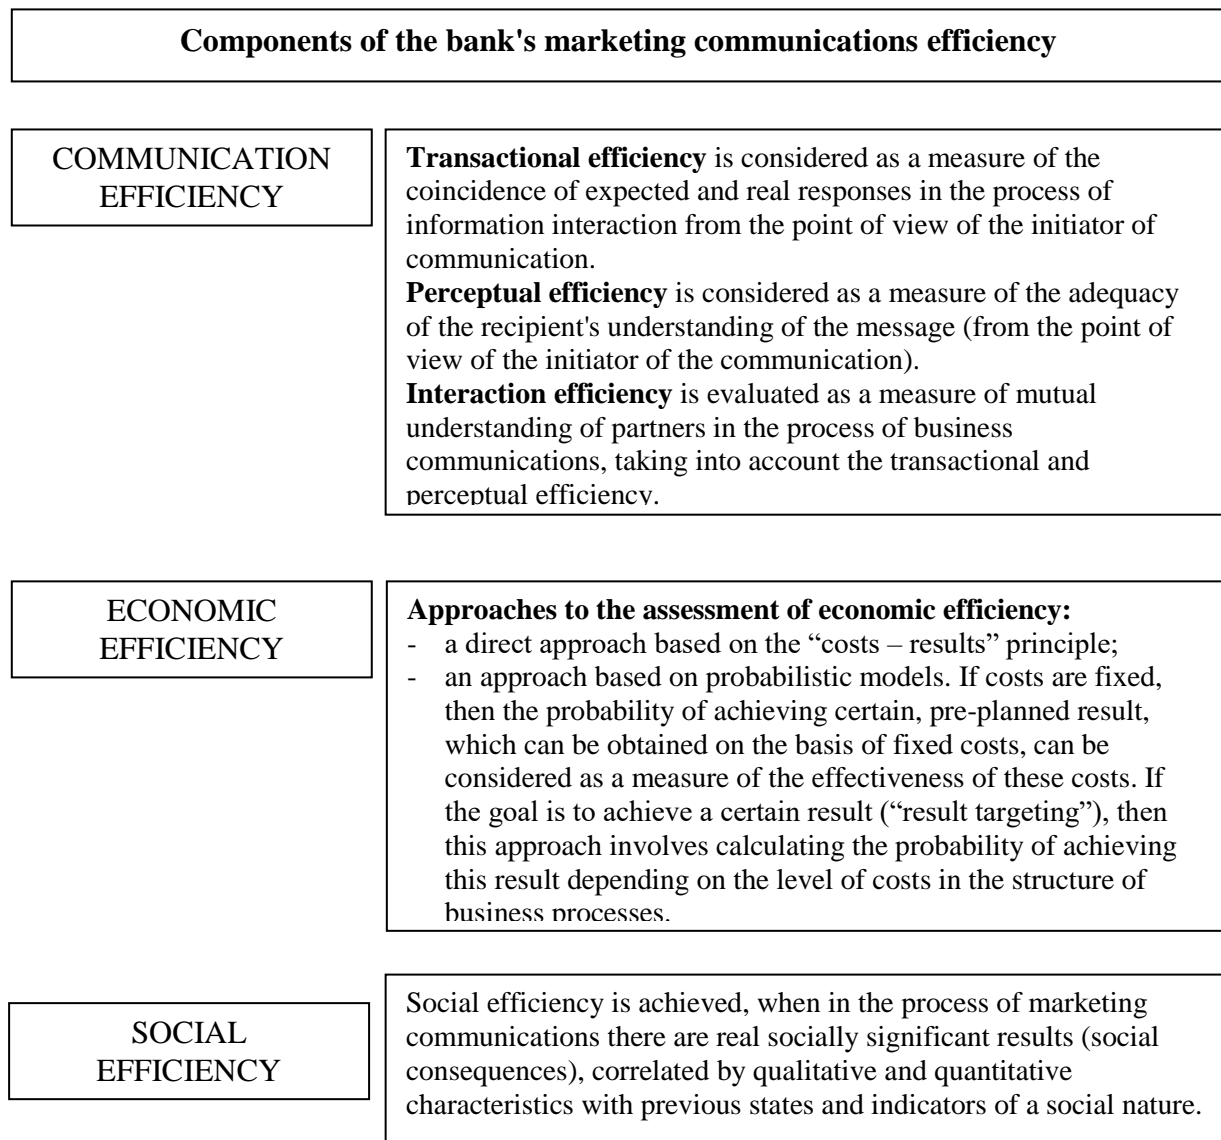 Components of the bank's marketing communications efficiency
COMMUNICATION
EFFICIENCY
Transactional efficiency is considered as a measure of the
coincidence of expected and real responses in the process of
information interaction from the point of view of the initiator of
communication.
Perceptual efficiency is considered as a measure of the adequacy
of the recipient's understanding of the message (from the point of
view of the initiator of the communication).
Interaction efficiency is evaluated as a measure of mutual
understanding of partners in the process of business
communications, taking into account the transactional and
perceptual efficiency.
ECONOMIC
EFFICIENCY
Approaches to the assessment of economic efficiency:
- a direct approach based on the “costs – results” principle;
- an approach based on probabilistic models. If costs are fixed,
then the probability of achieving certain, pre-planned result,
which can be obtained on the basis of fixed costs, can be
considered as a measure of the effectiveness of these costs. If
the goal is to achieve a certain result (“result targeting”), then
this approach involves calculating the probability of achieving
this result depending on the level of costs in the structure of
business processes.
SOCIAL
EFFICIENCY
Social efficiency is achieved, when in the process of marketing
communications there are real socially significant results (social
consequences), correlated by qualitative and quantitative
characteristics with previous states and indicators of a social nature.